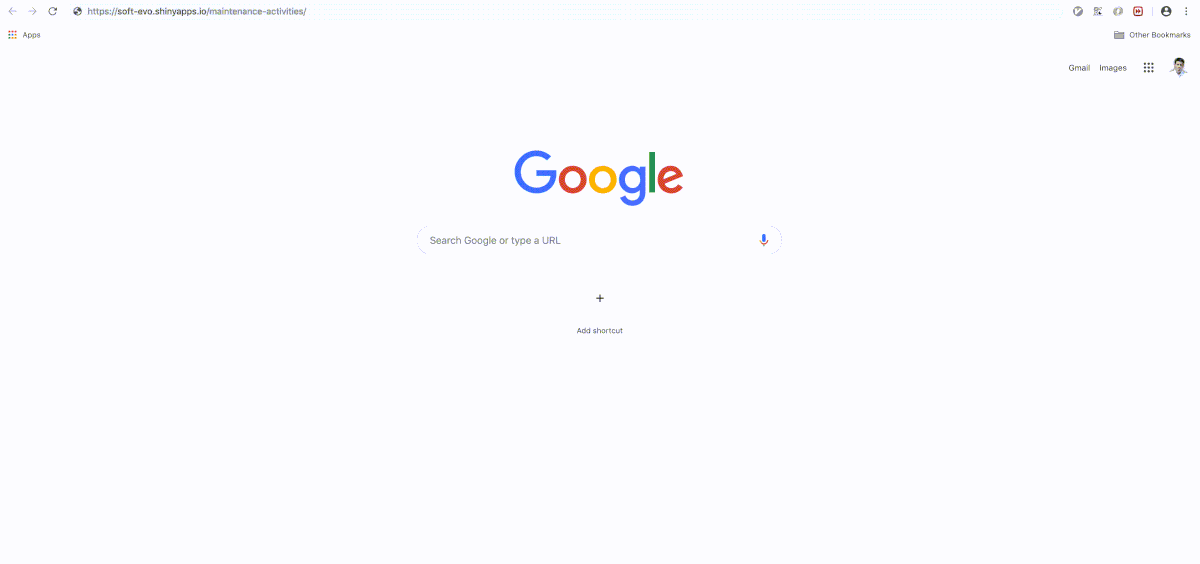 https://soft-evo.shinyapps.io/maintenance-activities/
Apps
Other Bookmarks
Gmail Images
Google
Search Google or type a URL
Add shortcut